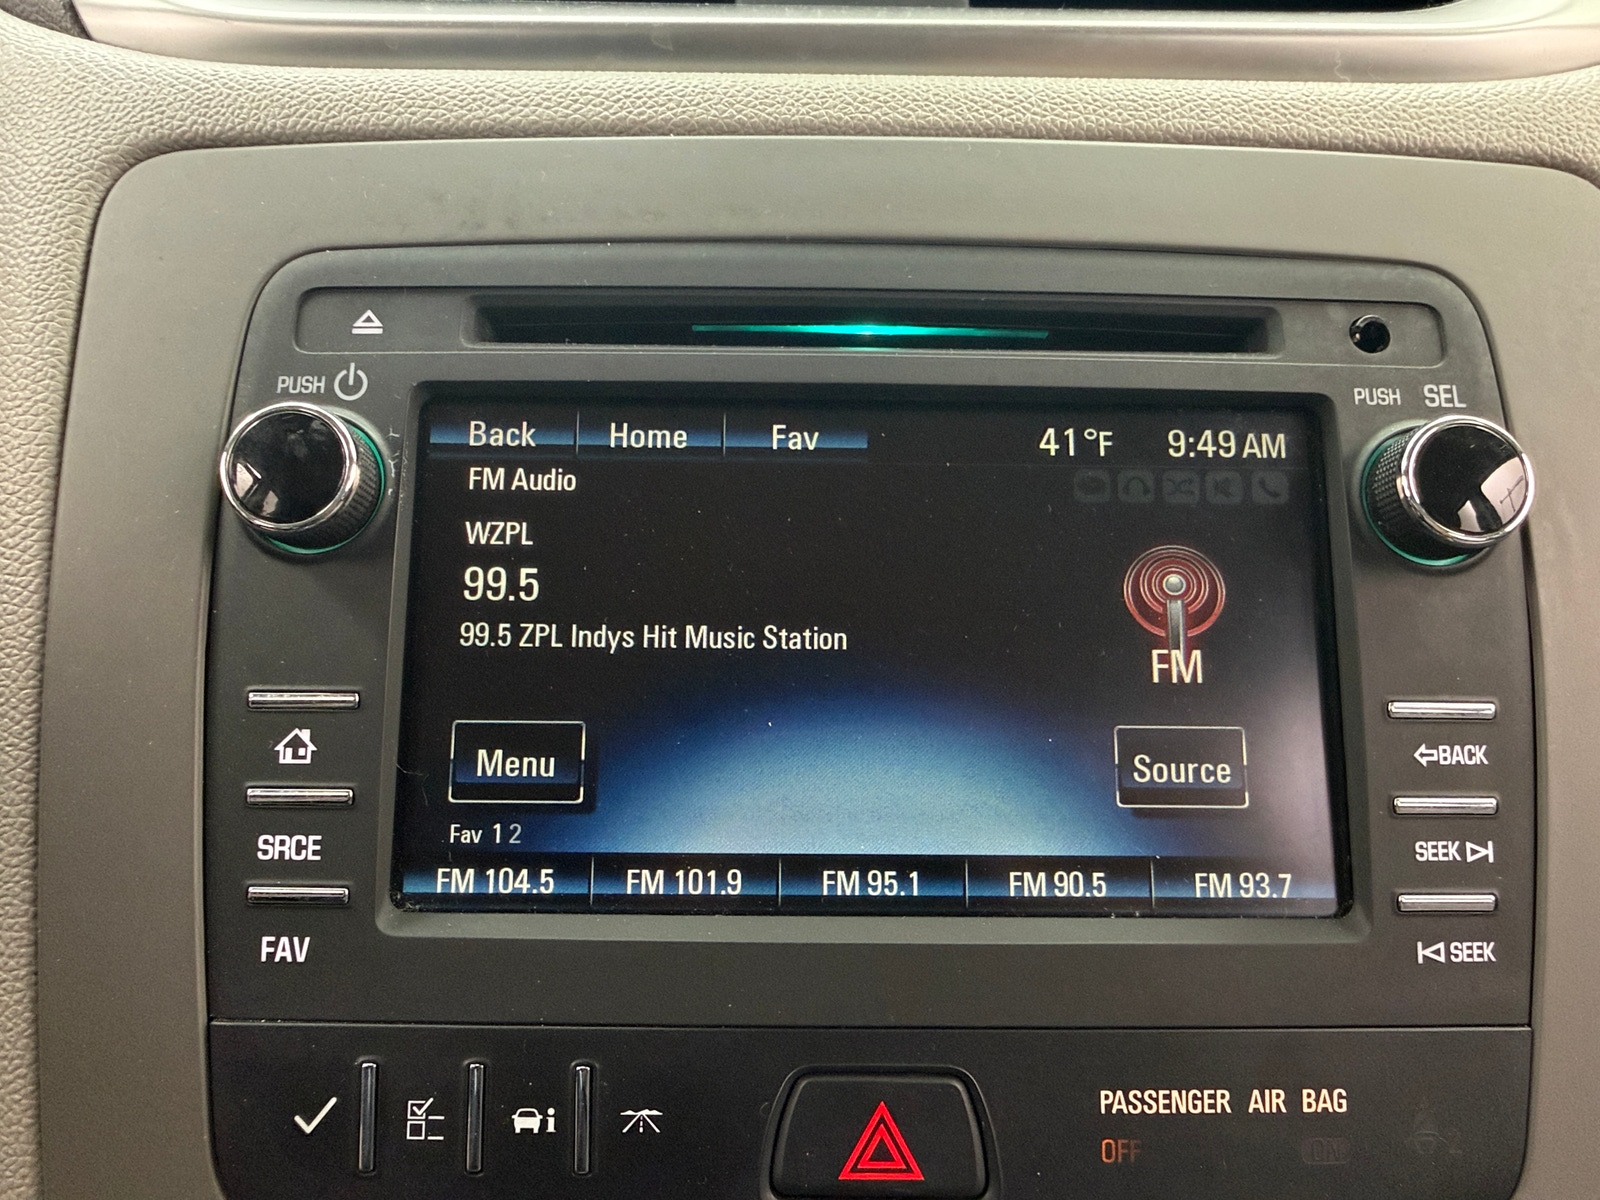 PUSH
PUSH SEL
Back Home Fav 41°F 9:49 AM
FM Audio
WZPL
99.5
99.5 ZPL Indys Hit Music Station
FM
Menu Source
Fav 1 2
FM 104.5 FM 101.9 FM 95.1 FM 90.5 FM 93.7
SRCE
FAV
BACK
SEEK
SEEK
i
PASSENGER AIR BAG
OFF